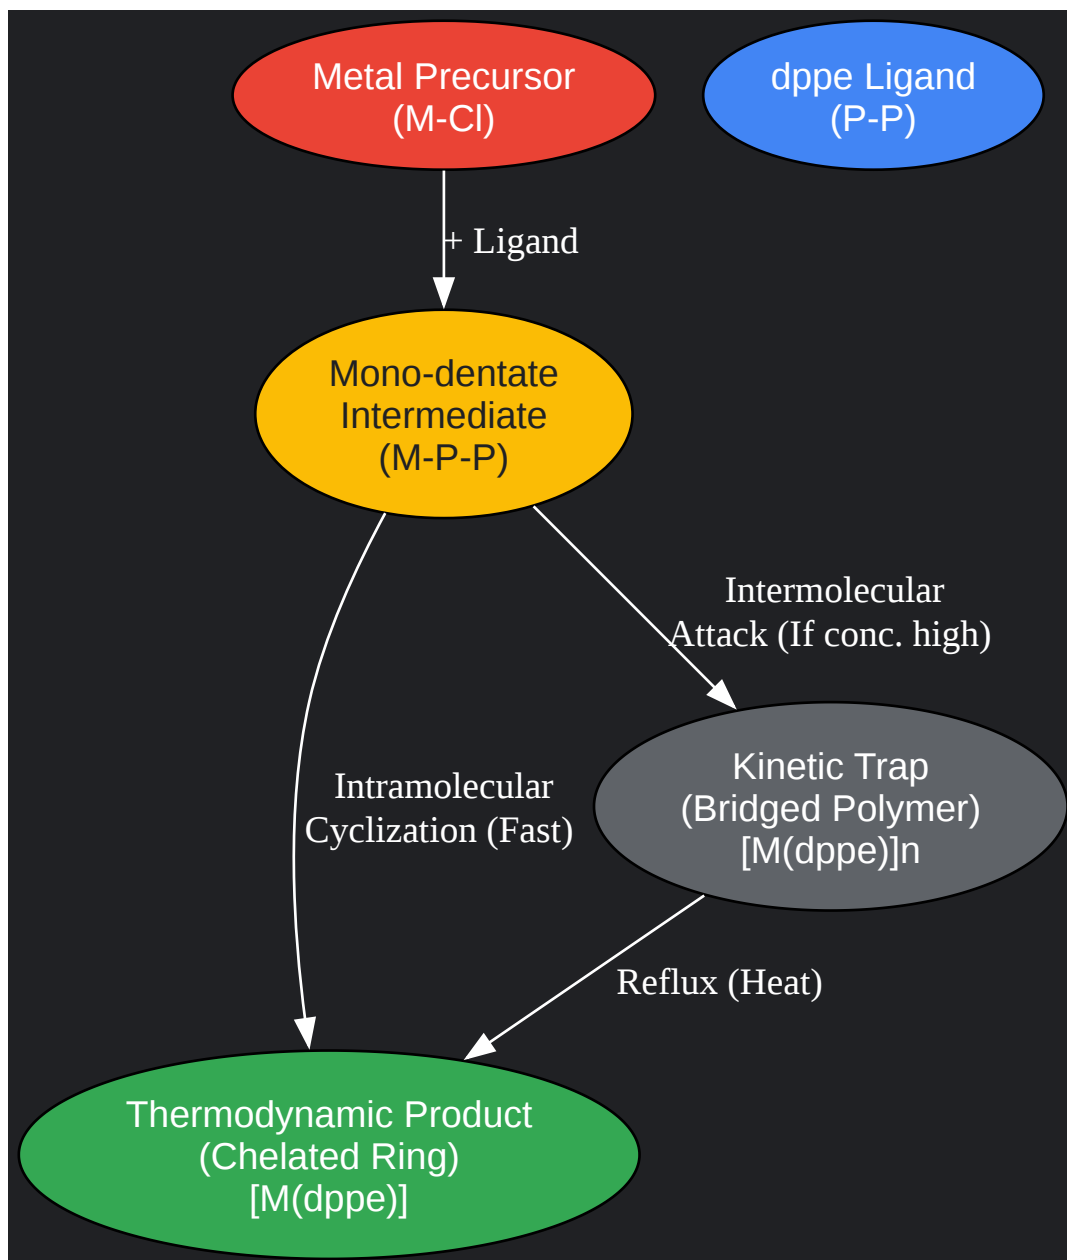 Metal Precursor
(M-Cl)
dppe Ligand
(P-P)
+ Ligand
Mono-dentate
Intermediate
(M-P-P)
Intermolecular
Attack (If conc. high)
Intramolecular
Cyclization (Fast)
Kinetic Trap
(Bridged Polymer)
[M(dppe)]n
Reflux (Heat)
Thermodynamic Product
(Chelated Ring)
[M(dppe)]